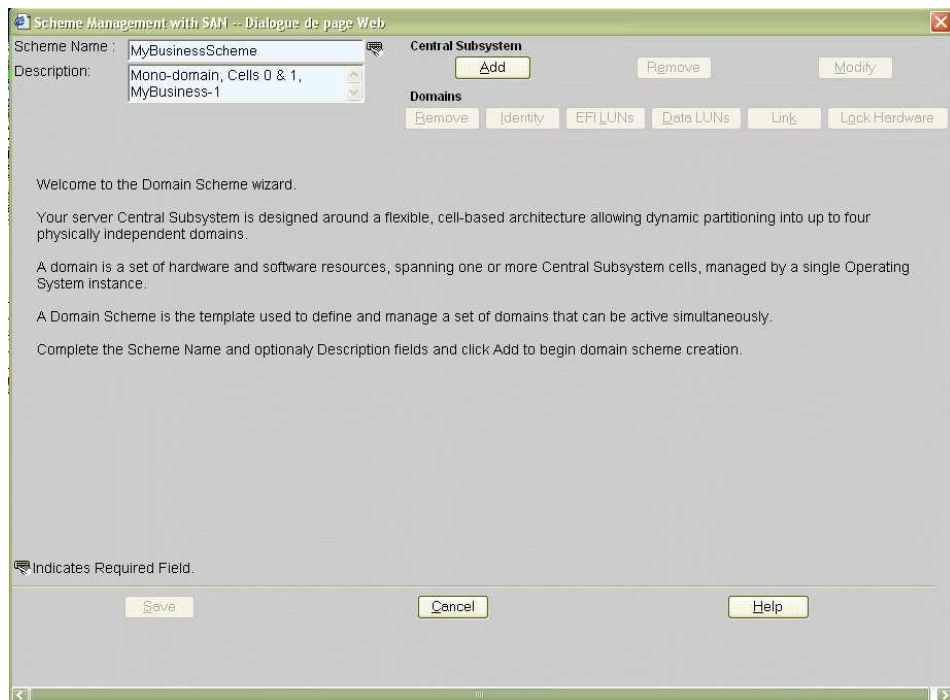 Scheme Management with SAN -- Dialogue de page Web
Scheme Name :
MyBusinessScheme
Description:
Mono-domain, Cells 0 & 1,
MyBusiness-1
Central Subsystem
Add
Remove
Modify
Domains
Remove
Identity
EFI LUNs
Data LUNs
Link
Lock Hardware
Welcome to the Domain Scheme wizard.
Your server Central Subsystem is designed around a flexible, cell-based architecture allowing dynamic partitioning into up to four
physically independent domains.
A domain is a set of hardware and software resources, spanning one or more Central Subsystem cells, managed by a single Operating
System instance.
A Domain Scheme is the template used to define and manage a set of domains that can be active simultaneously.
Complete the Scheme Name and optionaly Description fields and click Add to begin domain scheme creation.
Indicates Required Field.
Save
Cancel
Help